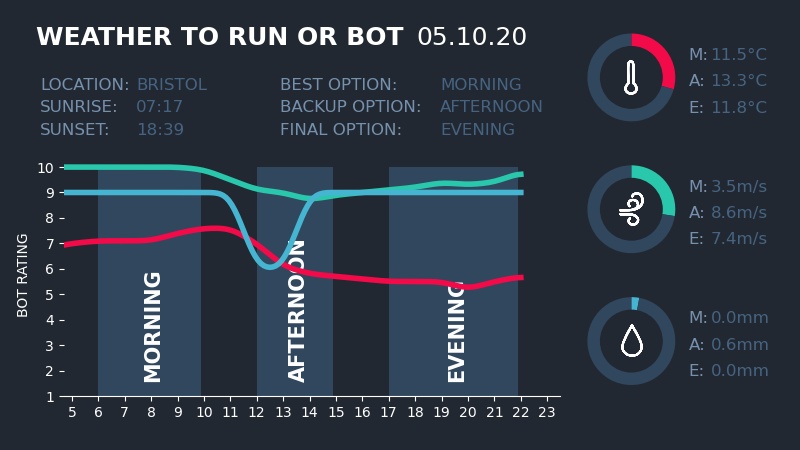 WEATHER TO RUN OR BOT 05.10.20
LOCATION: BRISTOL
SUNRISE: 07:17
SUNSET: 18:39
BEST OPTION: MORNING
BACKUP OPTION: AFTERNOON
FINAL OPTION: EVENING
M: 11.5°C
A: 13.3°C
E: 11.8°C
M: 3.5m/s
A: 8.6m/s
E: 7.4m/s
M: 0.0mm
A: 0.6mm
E: 0.0mm
BOT RATING
10
9
8
7
6
5
4
3
2
1
MORNING
AFTERNOON
EVENING
5 6 7 8 9 10 11 12 13 14 15 16 17 18 19 20 21 22 23